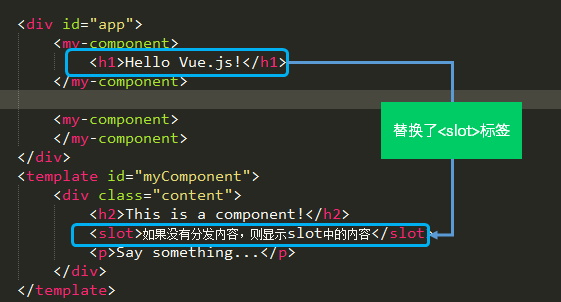 <div id="app">
<my-component>
<h1>Hello Vue.js!</h1>
</my-component>
<my-component>
</my-component>
</div>
替换了<slot>标签
<template id="myComponent">
<div class="content">
<h2>This is a component!</h2>
<slot>如果没有分发内容，则显示slot中的内容</slot>
<p>Say something...</p>
</div>
</template>